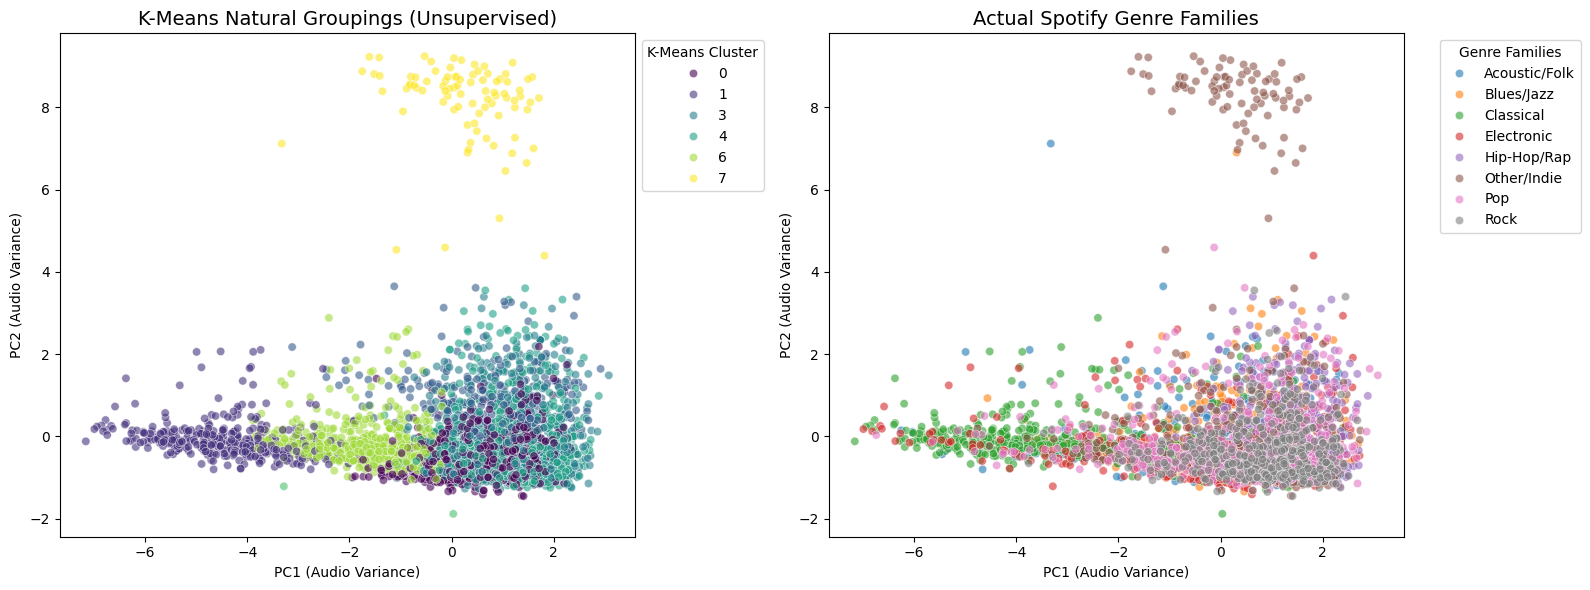 K-Means Natural Groupings (Unsupervised)
K-Means Cluster
0
1
3
4
6
7
8
6
4
2
0
−2
PC2 (Audio Variance)
−6
−4
−2
0
2
PC1 (Audio Variance)
Actual Spotify Genre Families
Genre Families
Acoustic/Folk
Blues/Jazz
Classical
Electronic
Hip-Hop/Rap
Other/Indie
Pop
Rock
8
6
4
2
0
−2
PC2 (Audio Variance)
−6
−4
−2
0
2
PC1 (Audio Variance)